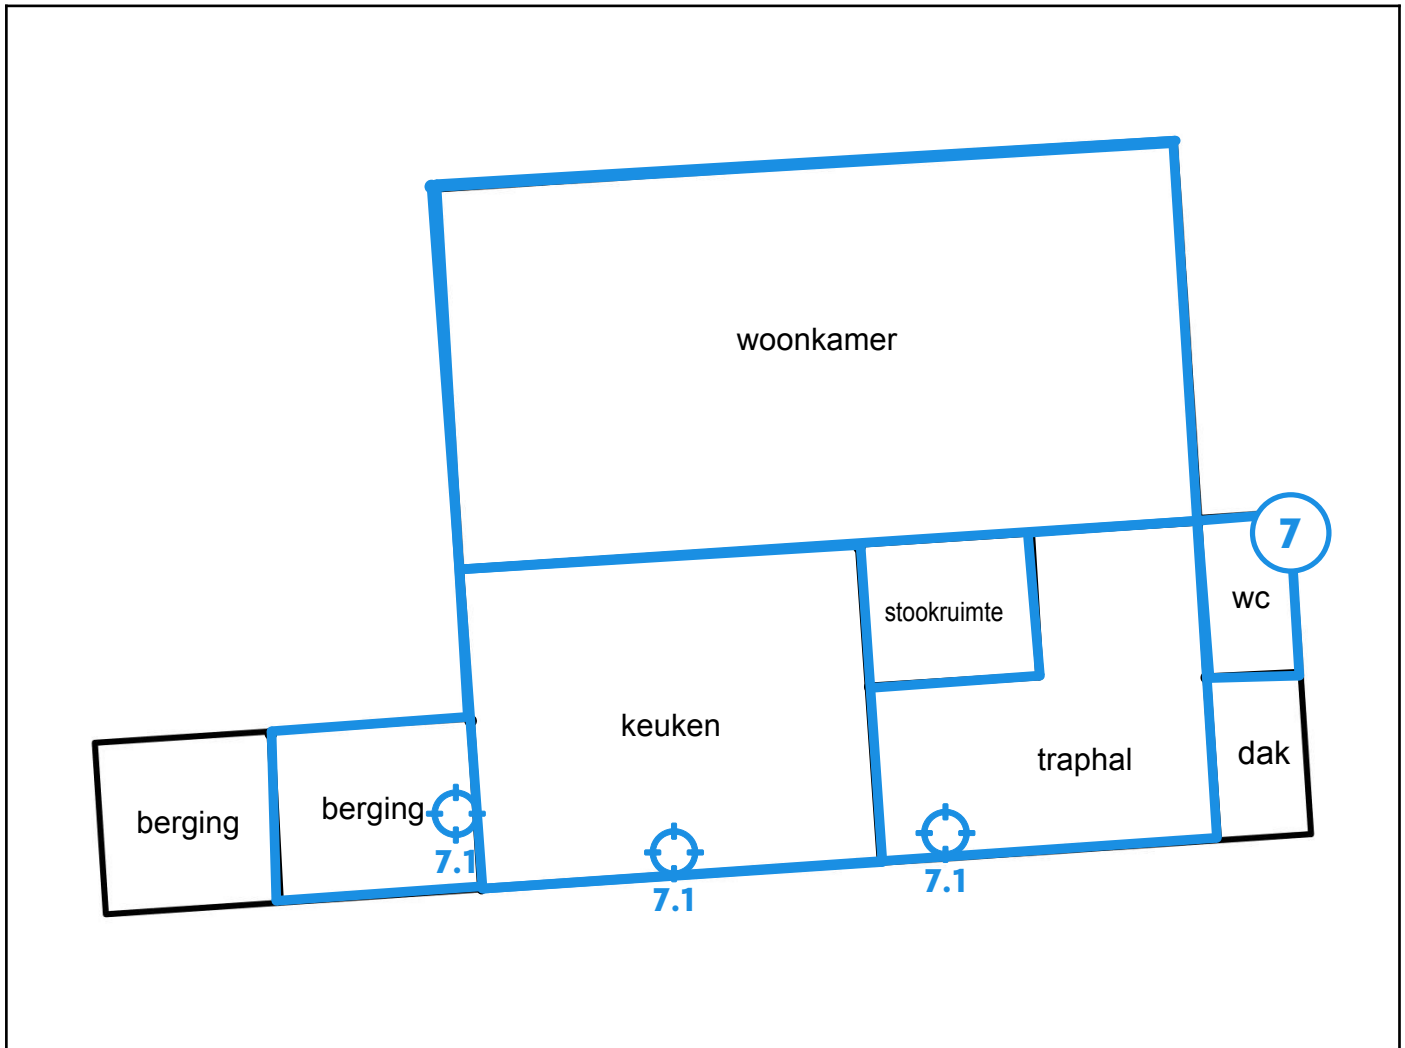 woonkamer
7
wc
stookruimte
keuken
traphal
dak
berging
berging
7.1
7.1
7.1